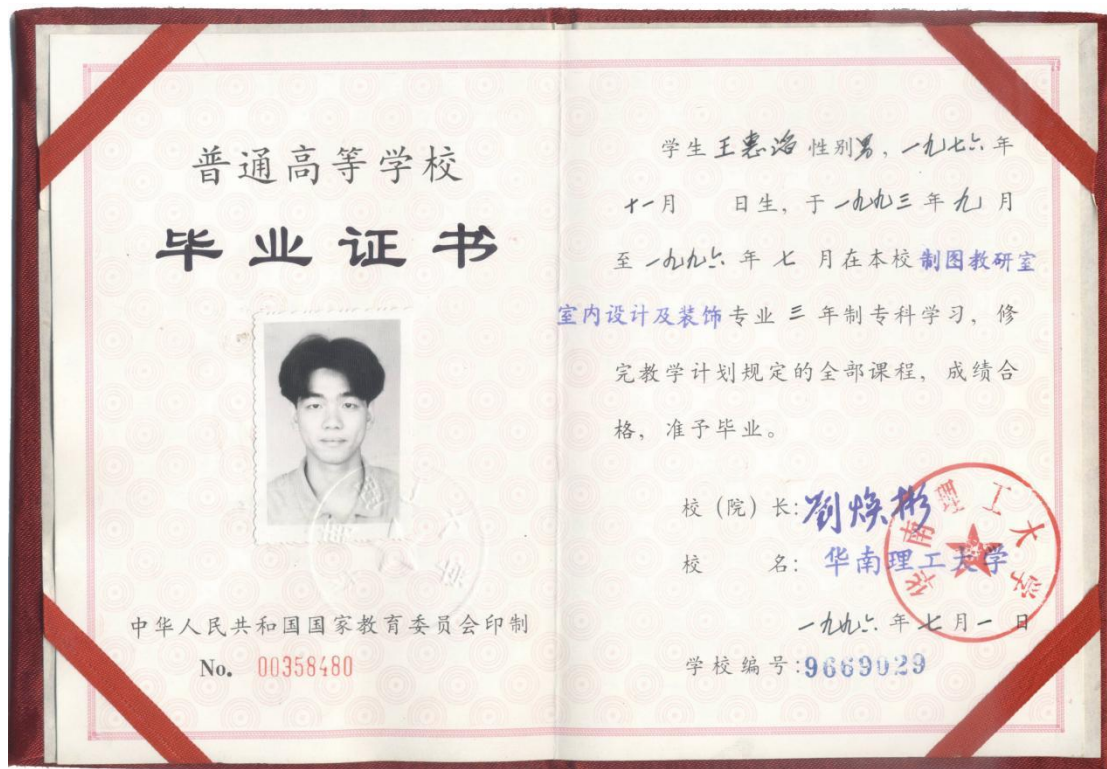 普通高等学校
毕业证书
中华人民共和国国家教育委员会印制
No. 00358480
学生王惠洛性别男,一九七六年
十一月 日生,于一九九三年九月
至一九九六年七月在本校制图教研室
室内设计及装饰专业三年制专科学习,修
完教学计划规定的全部课程,成绩合
格,准予毕业。
校(院)长:刘焕彬
校 名:华南理工大学
华南理工大学
一九九六年七月一日
学校编号:9669029